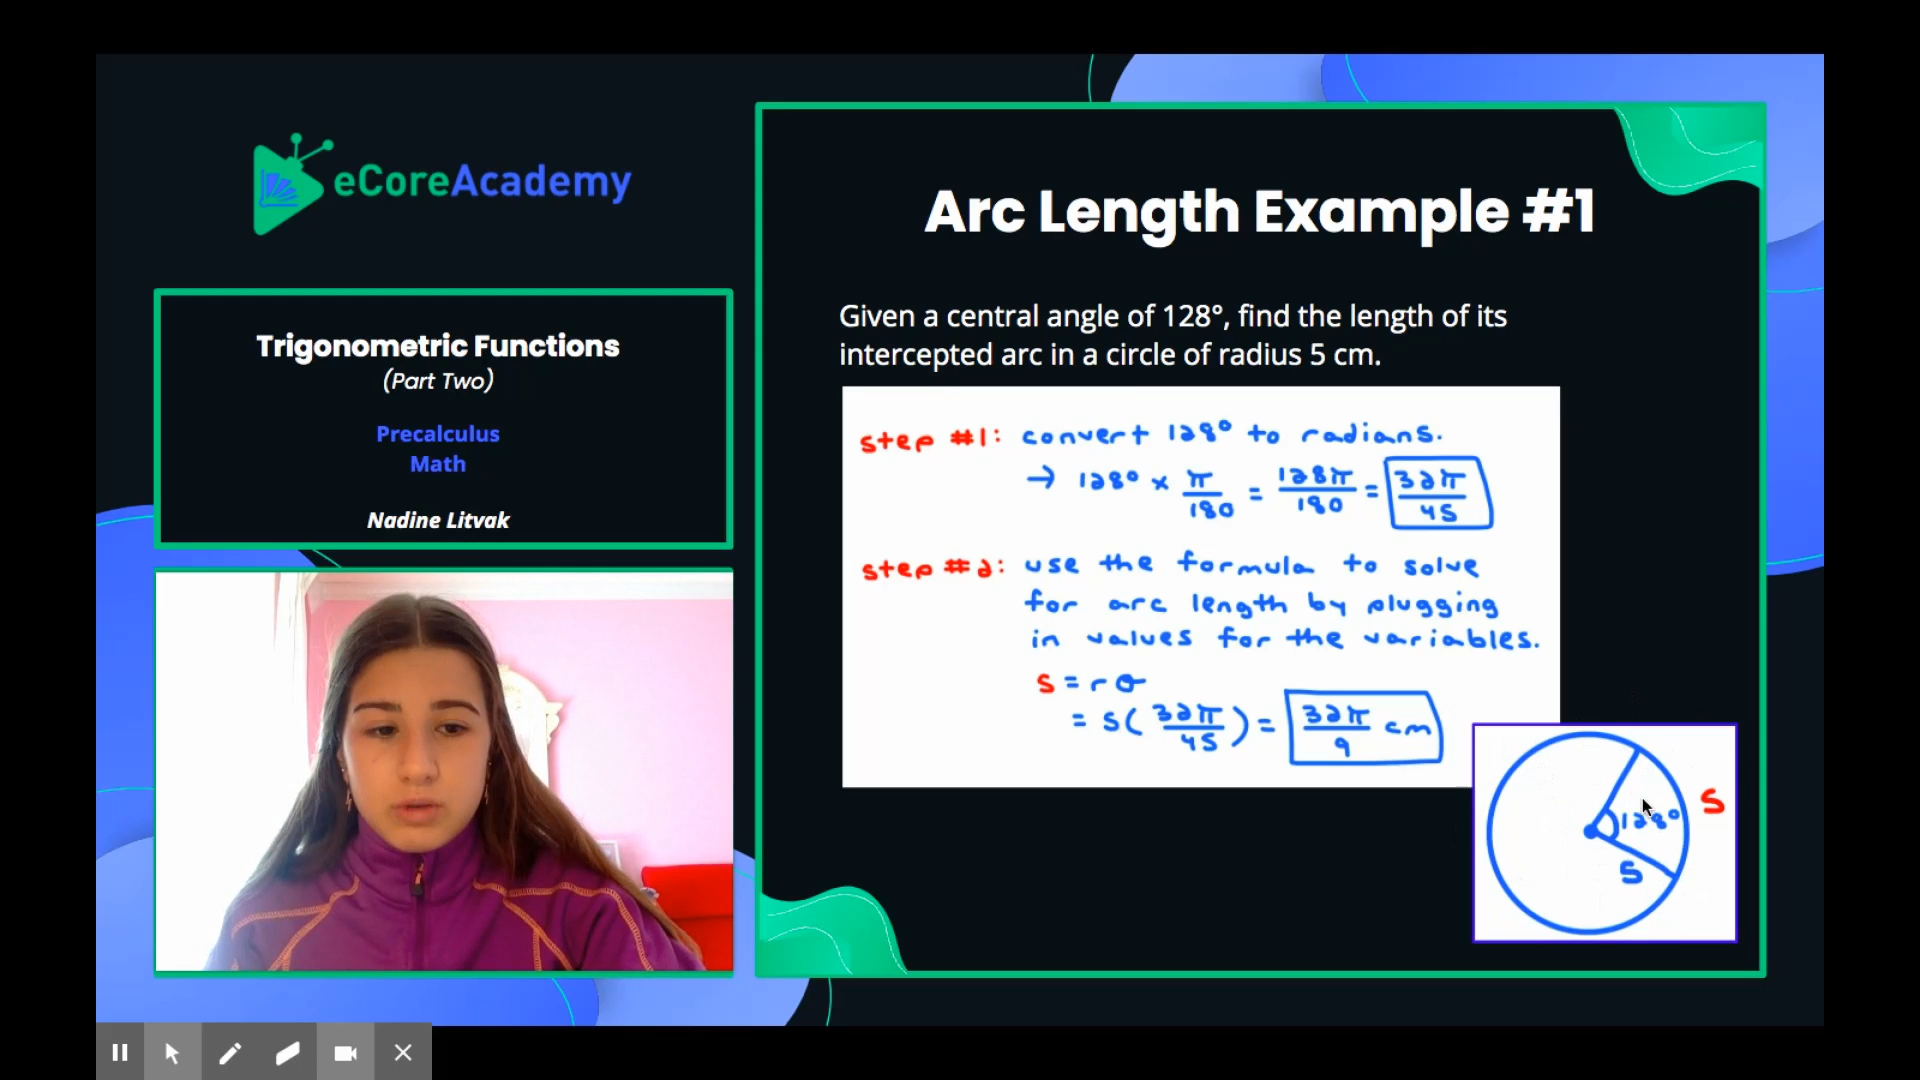 eCoreAcademy
Trigonometric Functions
(Part Two)
Precalculus
Math
Nadine Litvak
Arc Length Example #1
Given a central angle of 128°, find the length of its
intercepted arc in a circle of radius 5 cm.
step #1: convert 128° to radians.
→ 128° × π/180 = 128π/180 = 32π/45
step #2: use the formula to solve
for arc length by plugging
in values for the variables.
s = rθ
= 5(32π/45) = 32π/9 cm
128°
s
5